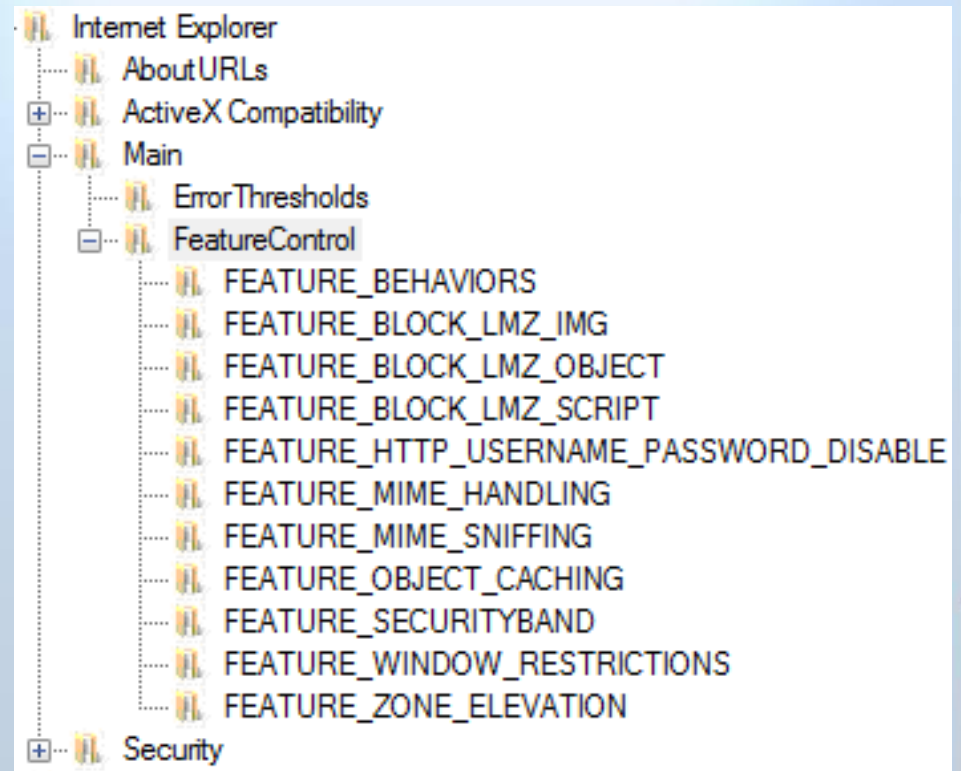 Internet Explorer
AboutURLs
ActiveX Compatibility
Main
ErrorThresholds
FeatureControl
FEATURE_BEHAVIORS
FEATURE_BLOCK_LMZ_IMG
FEATURE_BLOCK_LMZ_OBJECT
FEATURE_BLOCK_LMZ_SCRIPT
FEATURE_HTTP_USERNAME_PASSWORD_DISABLE
FEATURE_MIME_HANDLING
FEATURE_MIME_SNIFFING
FEATURE_OBJECT_CACHING
FEATURE_SECURITYBAND
FEATURE_WINDOW_RESTRICTIONS
FEATURE_ZONE_ELEVATION
Security